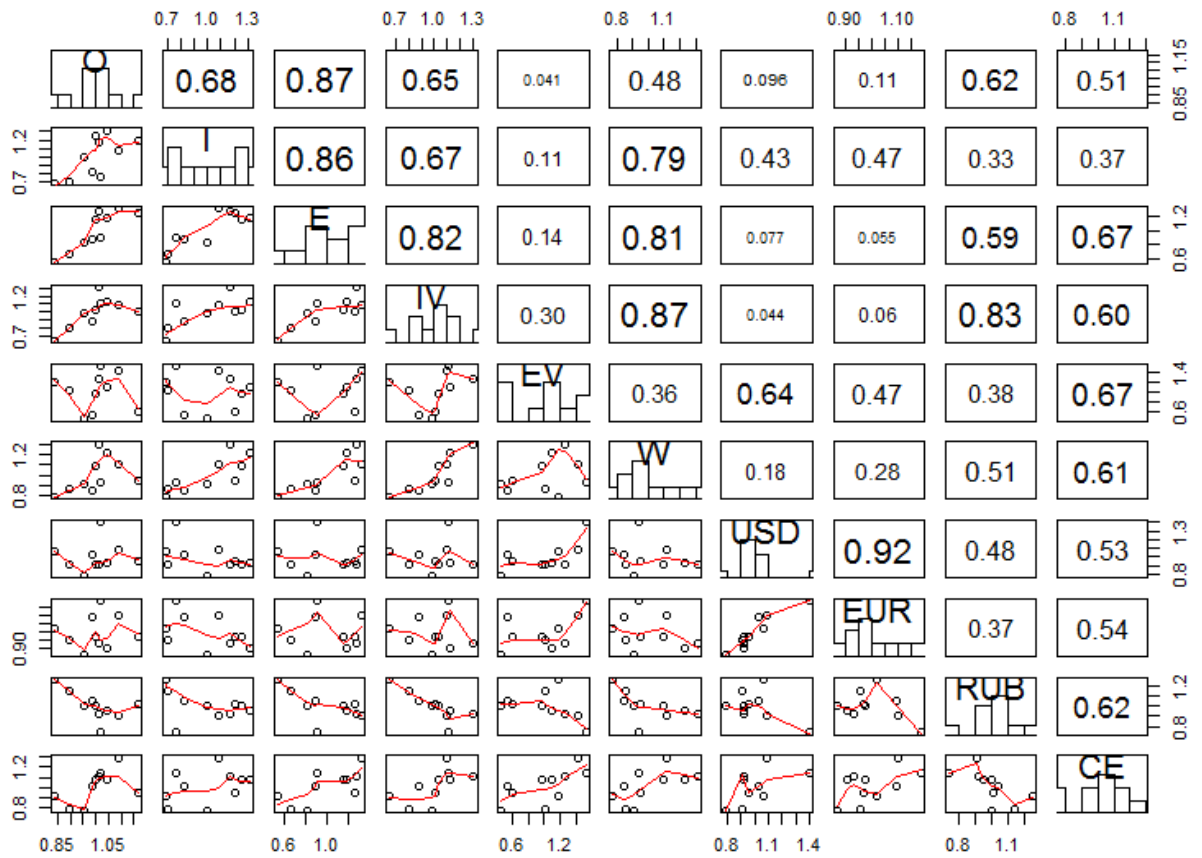 0.7 1.0 1.3 0.7 1.0 1.3 0.8 1.1 0.90 1.10 0.8 1.1
O 0.68 0.87 0.65 0.041 0.48 0.096 0.11 0.62 0.51 0.85 1.15
0.7 1.2 I 0.86 0.67 0.11 0.79 0.43 0.47 0.33 0.37
E 0.82 0.14 0.81 0.077 0.055 0.59 0.67 0.6 1.2
0.7 1.2 IV 0.30 0.87 0.044 0.06 0.83 0.60
EV 0.36 0.64 0.47 0.38 0.67 0.6 1.4
0.8 1.2 W 0.18 0.28 0.51 0.61
USD 0.92 0.48 0.53 0.8 1.3
0.90 EUR 0.37 0.54
RUB 0.62 0.8 1.2
0.8 1.2 CE
0.85 1.05 0.6 1.0 0.6 1.2 0.8 1.1 1.4 0.8 1.1